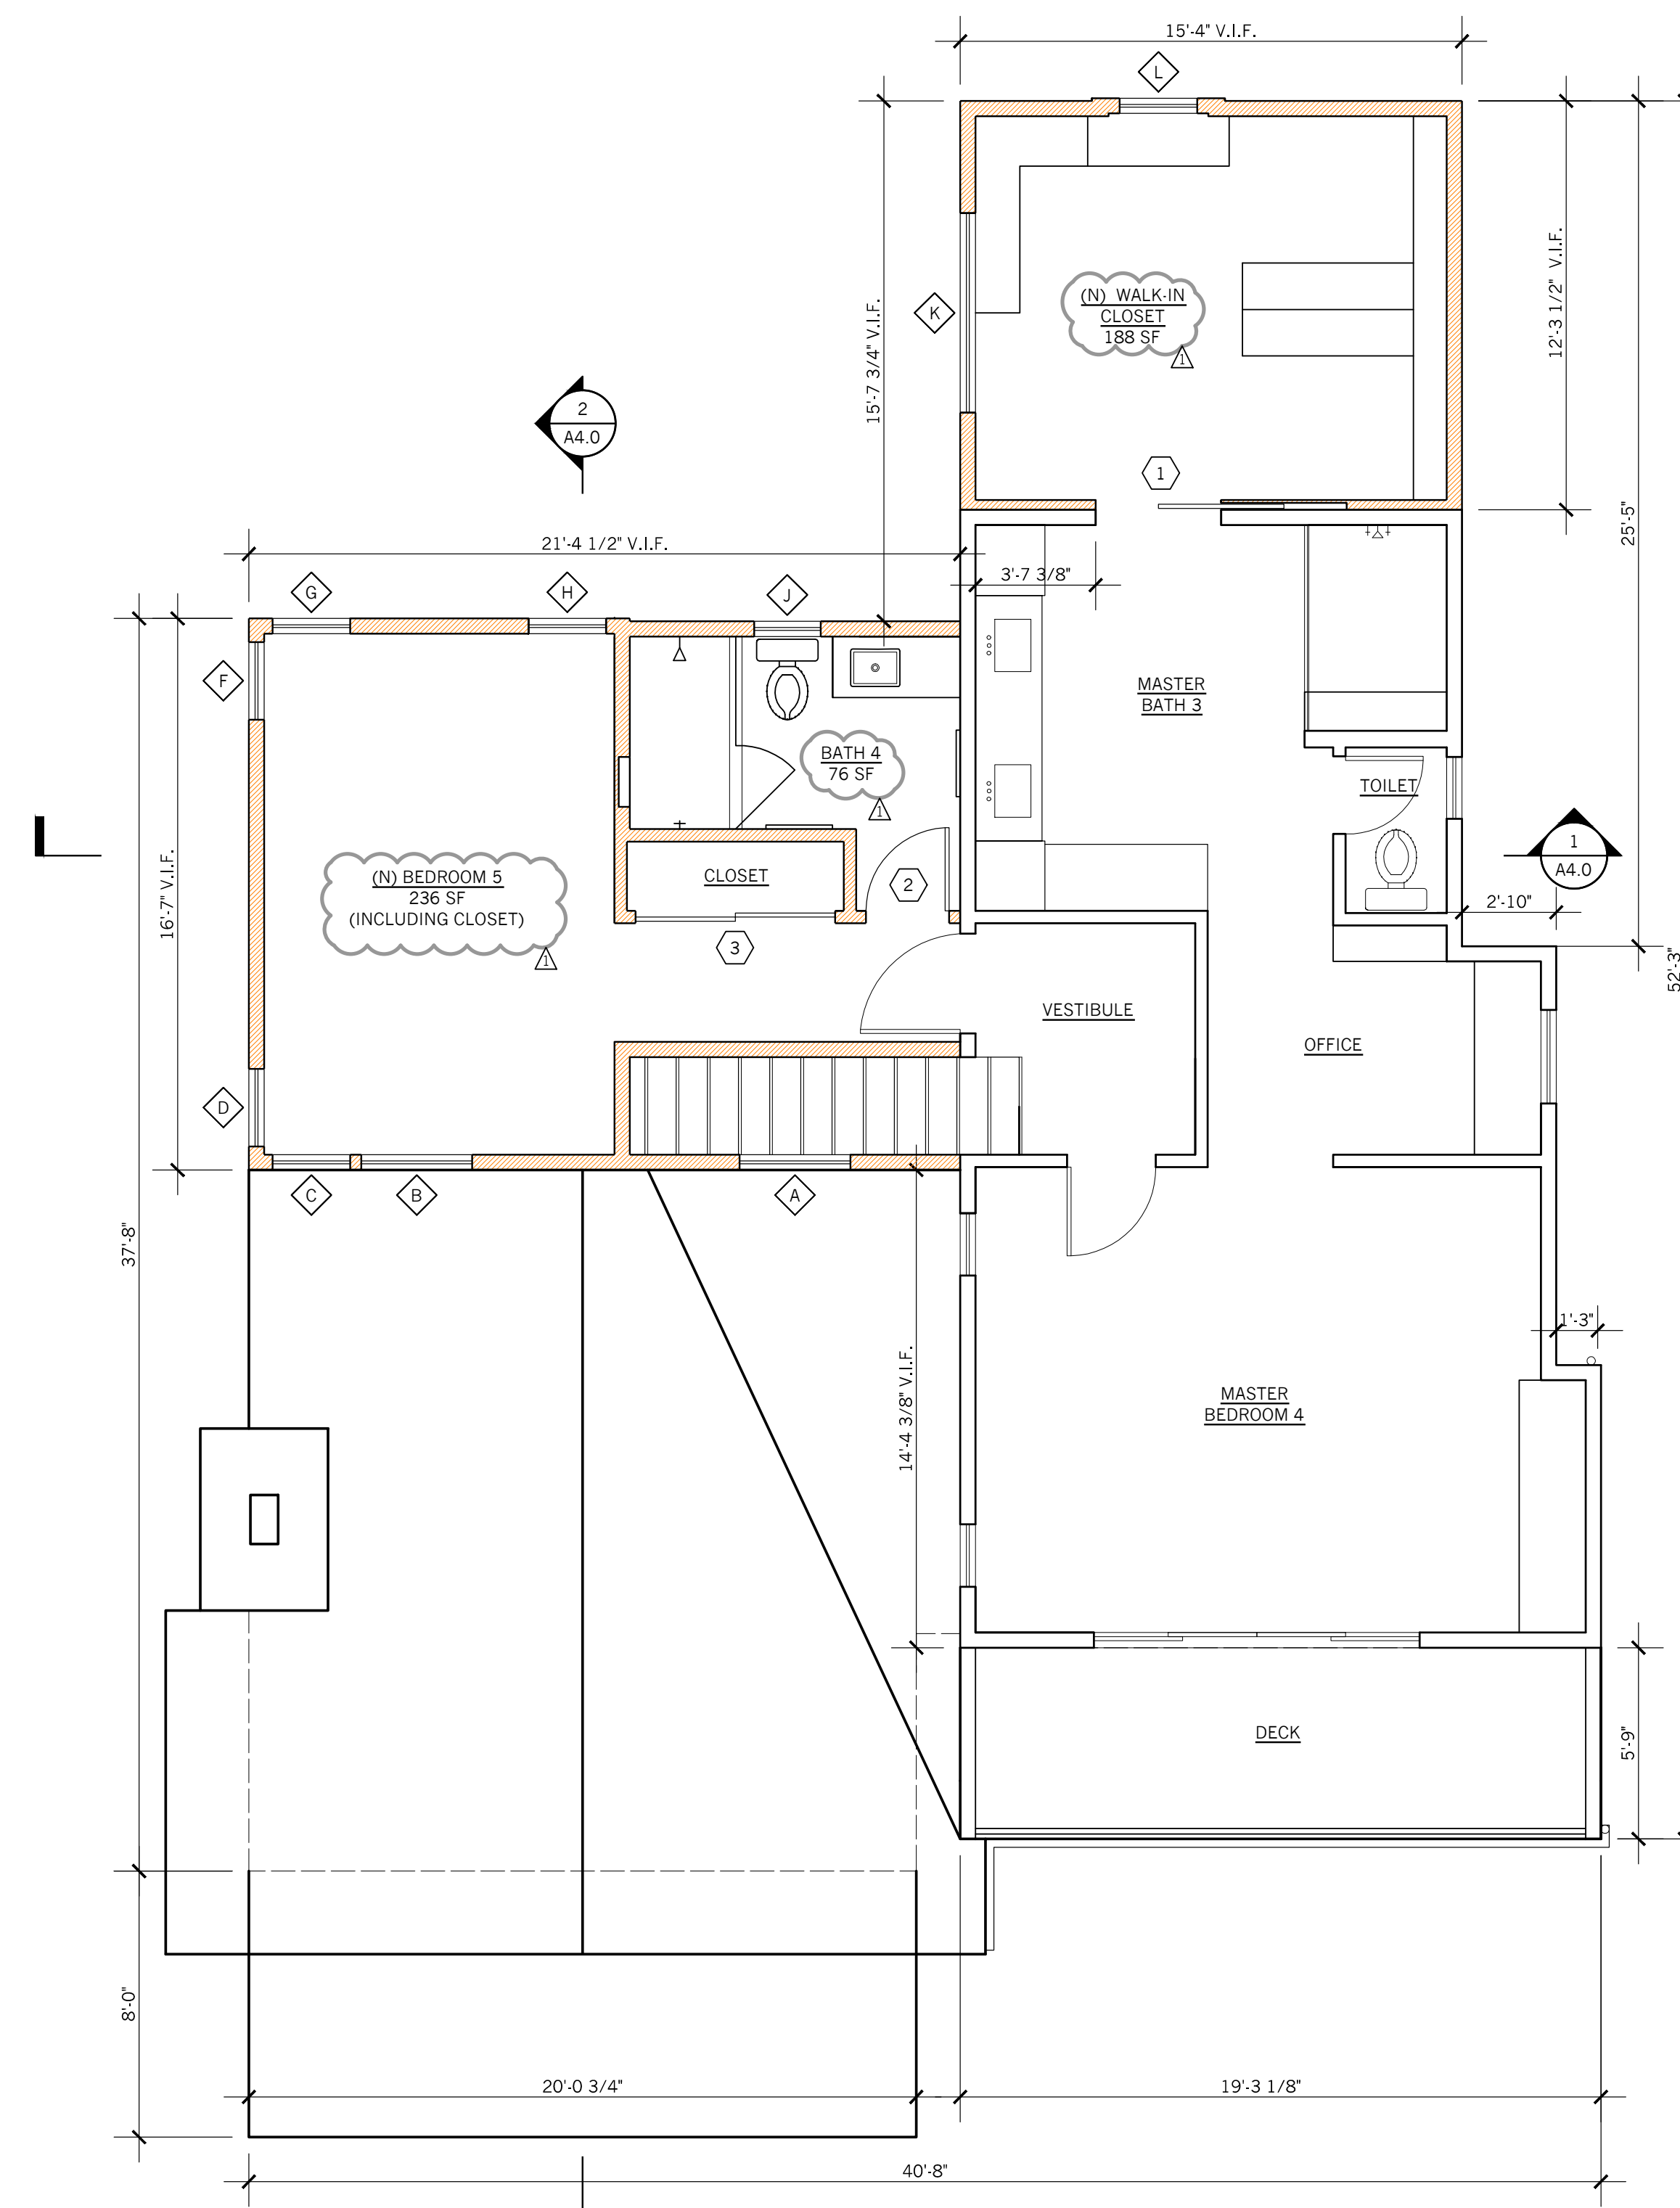 15'-4" V.I.F.
L
15'-7 3/4" V.I.F.
K
(N) WALK-IN
CLOSET
188 SF
1
12'-3 1/2" V.I.F.
25'-5"
52'-3"
2
A4.0
1
21'-4 1/2" V.I.F.
3'-7 3/8"
G
H
J
F
MASTER
BATH 3
BATH 4
76 SF
1
TOILET
1
A4.0
16'-7" V.I.F.
(N) BEDROOM 5
236 SF
(INCLUDING CLOSET)
1
CLOSET
2
3
2'-10"
VESTIBULE
OFFICE
D
C
B
A
37'-8"
14'-4 3/8" V.I.F.
1'-3"
MASTER
BEDROOM 4
DECK
5'-9"
8'-0"
20'-0 3/4"
19'-3 1/8"
40'-8"